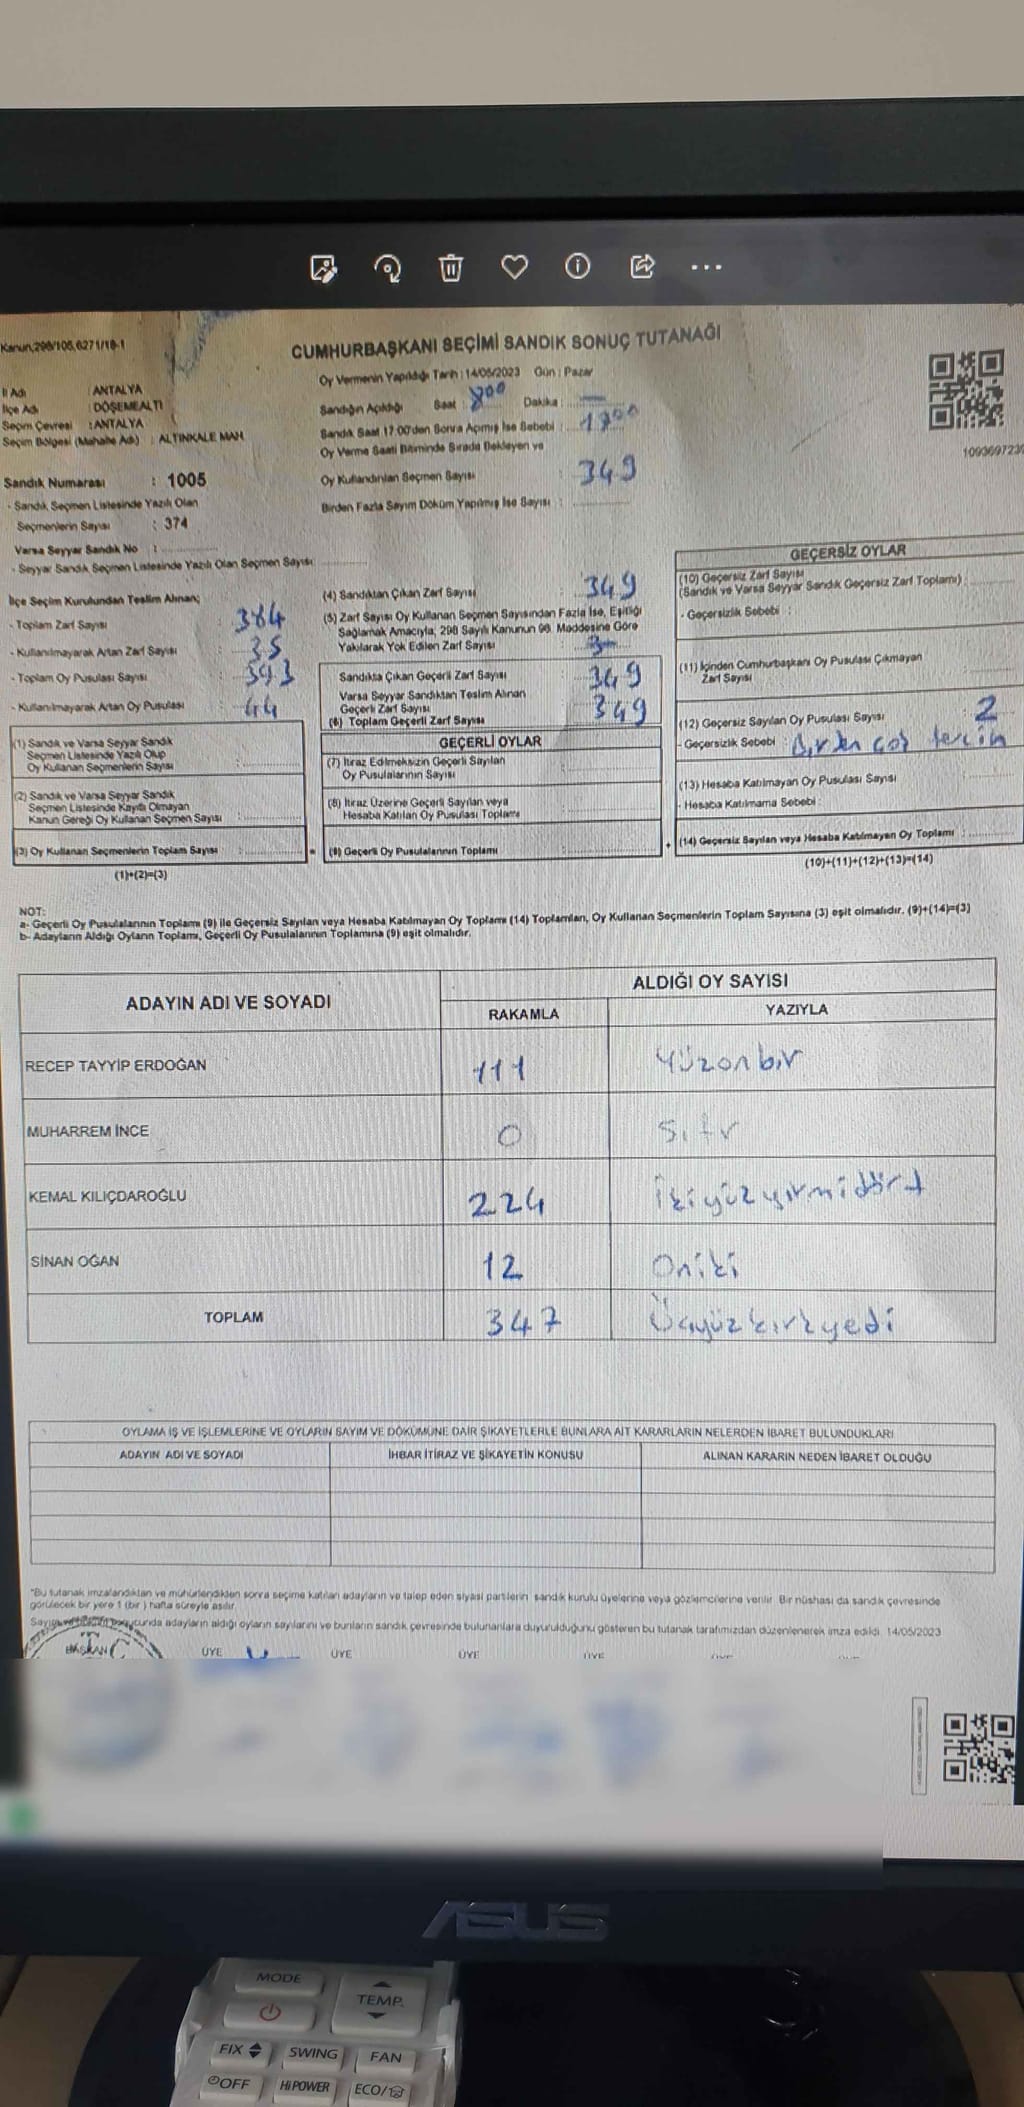 Kanun:298/105,6271/18-1
CUMHURBAŞKANI SEÇİMİ SANDIK SONUÇ TUTANAĞI
Oy Vermenin Yapıldığı Tarih : 14/05/2023 Gün : Pazar
İl Adı : ANTALYA
İlçe Adı : DÖŞEMEALTI
Seçim Çevresi : ANTALYA
Seçim Bölgesi (Mahalle Adı) : ALTINKALE MAH.
Sandığın Açıldığı Saat : 800 Dakika : —
Sandık Saat 17:00'den Sonra Açımış İse Sebebi : 1700
Oy Verme Saati Bitiminde Sırada Bekleyen ve
Oy Kullandırılan Seçmen Sayısı : 349
Birden Fazla Sayım Döküm Yapılmış İse Sayısı :
Sandık Numarası : 1005
- Sandık Seçmen Listesinde Yazılı Olan
Seçmenlerin Sayısı : 374
Varsa Seyyar Sandık No :
- Seyyar Sandık Seçmen Listesinde Yazılı Olan Seçmen Sayısı:
İlçe Seçim Kurulundan Teslim Alınan;
- Toplam Zarf Sayısı 384
- Kullanılmayarak Artan Zarf Sayısı 35
- Toplam Oy Pusulası Sayısı 393
- Kullanılmayarak Artan Oy Pusulası 44
(1) Sandık ve Varsa Seyyar Sandık
Seçmen Listesinde Yazılı Olup
Oy Kullanan Seçmenlerin Sayısı :
(2) Sandık ve Varsa Seyyar Sandık
Seçmen Listesinde Kayıtlı Olmayan
Kanun Gereği Oy Kullanan Seçmen Sayısı :
(3) Oy Kullanan Seçmenlerin Toplam Sayısı :
(1)+(2)=(3)
(4) Sandıktan Çıkan Zarf Sayısı : 349
(5) Zarf Sayısı Oy Kullanan Seçmen Sayısından Fazla İse, Eşitliği
Sağlamak Amacıyla, 298 Sayılı Kanunun 98. Maddesine Göre
Yakılarak Yok Edilen Zarf Sayısı :
Sandıkta Çıkan Geçerli Zarf Sayısı : 349
Varsa Seyyar Sandıktan Teslim Alınan
Geçerli Zarf Sayısı :
(6) Toplam Geçerli Zarf Sayısı : 349
GEÇERLİ OYLAR
(7) İtiraz Edilmeksizin Geçerli Sayılan
Oy Pusulalarının Sayısı :
(8) İtiraz Üzerine Geçerli Sayılan veya
Hesaba Katılan Oy Pusulası Toplamı :
= (9) Geçerli Oy Pusulalarının Toplamı :
GEÇERSİZ OYLAR
(10) Geçersiz Zarf Sayısı
(Sandık ve Varsa Seyyar Sandık Geçersiz Zarf Toplamı) :
- Geçersizlik Sebebi :
(11) İçinden Cumhurbaşkanı Oy Pusulası Çıkmayan
Zarf Sayısı :
(12) Geçersiz Sayılan Oy Pusulası Sayısı : 2
- Geçersizlik Sebebi : Birden çok tercih
(13) Hesaba Katılmayan Oy Pusulası Sayısı :
- Hesaba Katılmama Sebebi :
+ (14) Geçersiz Sayılan veya Hesaba Katılmayan Oy Toplamı :
(10)+(11)+(12)+(13)=(14)
NOT:
a- Geçerli Oy Pusulalarının Toplamı (9) ile Geçersiz Sayılan veya Hesaba Katılmayan Oy Toplamı (14) Toplamları, Oy Kullanan Seçmenlerin Toplam Sayısına (3) eşit olmalıdır. (9)+(14)=(3)
b- Adayların Aldığı Oyların Toplamı, Geçerli Oy Pusulalarının Toplamına (9) eşit olmalıdır.
ADAYIN ADI VE SOYADI ALDIĞI OY SAYISI
RAKAMLA YAZIYLA
RECEP TAYYİP ERDOĞAN 111 Yüzonbir
MUHARREM İNCE 0 Sıfır
KEMAL KILIÇDAROĞLU 224 İkiyüzyirmidört
SİNAN OĞAN 12 Oniki
TOPLAM 347 Üçyüzkırkyedi
OYLAMA İŞ VE İŞLEMLERİNE VE OYLARIN SAYIM VE DÖKÜMÜNE DAİR ŞİKAYETLERLE BUNLARA AİT KARARLARIN NELERDEN İBARET BULUNDUKLARI
ADAYIN ADI VE SOYADI İHBAR İTİRAZ VE ŞİKAYETİN KONUSU ALINAN KARARIN NEDEN İBARET OLDUĞU
*Bu tutanak imzalandıktan ve mühürlendikten sonra seçime katılan adayların ve talep eden siyasi partilerin sandık kurulu üyelerine veya gözlemcilerine verilir. Bir nüshası da sandık çevresinde
görülecek bir yere 1 (bir) hafta süreyle asılır.
adayların aldığı oyların sayılarını ve bunların sandık çevresinde bulunanlara duyurulduğunu gösteren bu tutanak tarafımızdan düzenlenerek imza edildi. 14/05/2023
BAŞKAN ÜYE ÜYE ÜYE ÜYE
ASUS
MODE
TEMP.
FIX SWING FAN
OFF HiPOWER ECO/